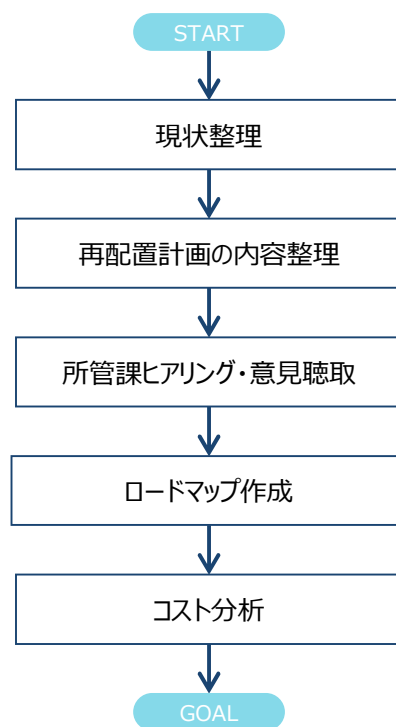 START
現状整理
再配置計画の内容整理
所管課ヒアリング・意見聴取
ロードマップ作成
コスト分析
GOAL